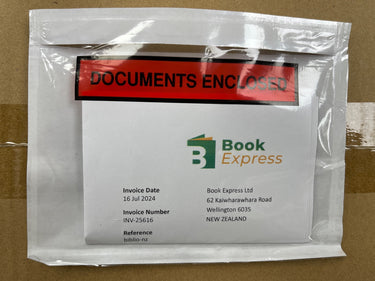 DOCUMENTS ENCLOSED
B
Book
Express
Invoice Date
16 Jul 2024
Invoice Number
INV-25616
Reference
biblio-nz
Book Express Ltd
62 Kaiwharawhara Road
Wellington 6035
NEW ZEALAND